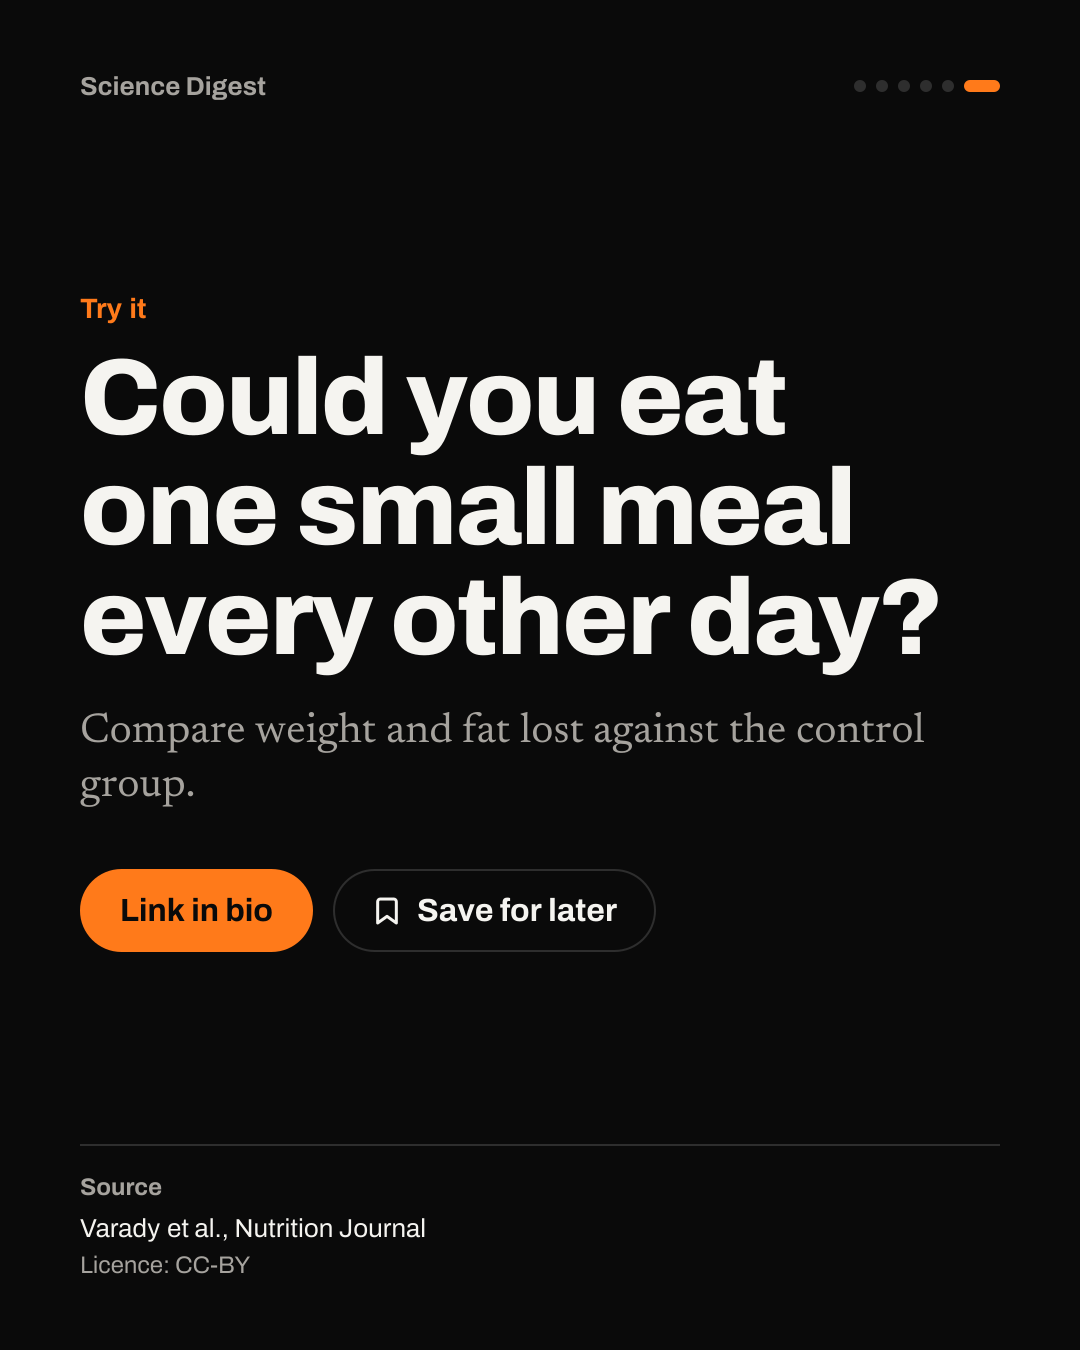 Science Digest
Try it
Could you eat
one small meal
every other day?
Compare weight and fat lost against the control
group.
Link in bio
Save for later
Source
Varady et al., Nutrition Journal
Licence: CC-BY